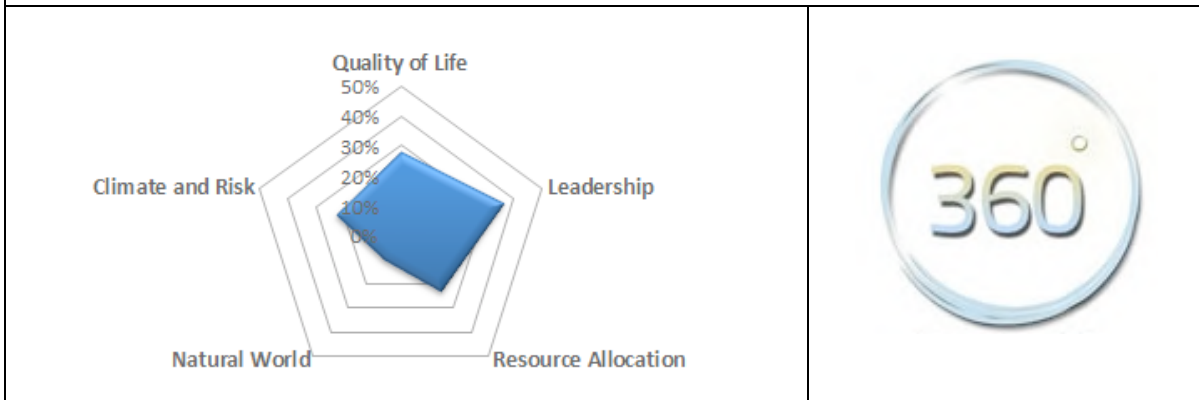 Quality of Life
50%
40%
30%
20%
10%
0%
Climate and Risk
Leadership
Natural World
Resource Allocation
360°